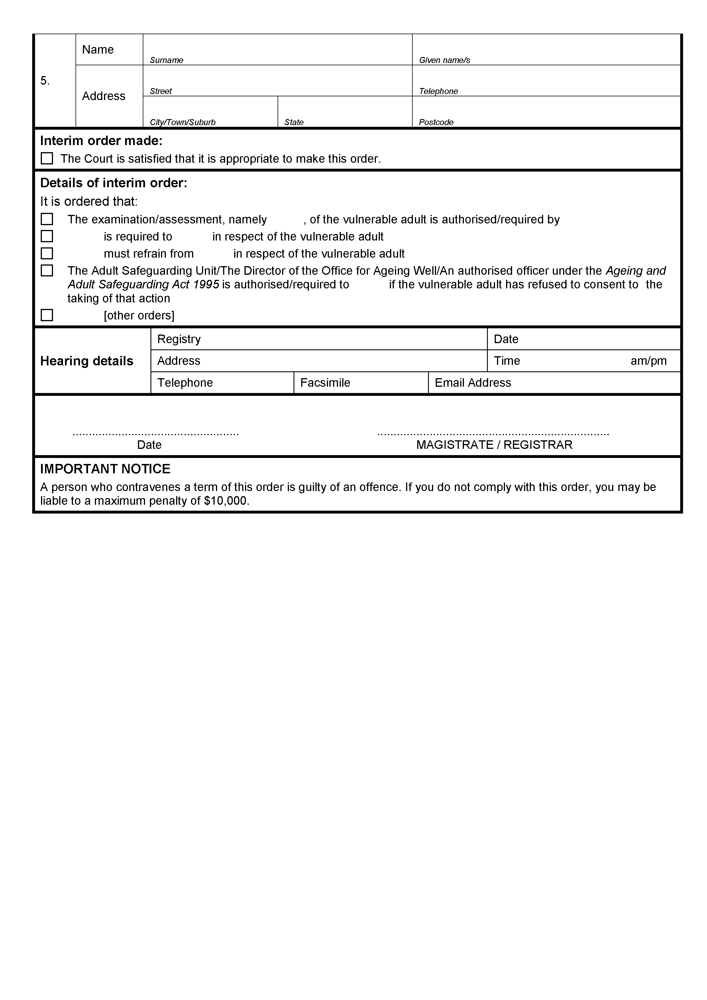 Name
Surname
Given name/s
5.
Address
Street
Telephone
City/Town/Suburb
State
Postcode
Interim order made:
The Court is satisfied that it is appropriate to make this order.
Details of interim order:
It is ordered that:
The examination/assessment, namely , of the vulnerable adult is authorised/required by
is required to in respect of the vulnerable adult
must refrain from in respect of the vulnerable adult
The Adult Safeguarding Unit/The Director of the Office for Ageing Well/An authorised officer under the Ageing and
Adult Safeguarding Act 1995 is authorised/required to if the vulnerable adult has refused to consent to the
taking of that action
[other orders]
Hearing details
Registry
Date
Address
Time am/pm
Telephone
Facsimile
Email Address
....................................................
Date
........................................................................
MAGISTRATE / REGISTRAR
IMPORTANT NOTICE
A person who contravenes a term of this order is guilty of an offence. If you do not comply with this order, you may be
liable to a maximum penalty of $10,000.